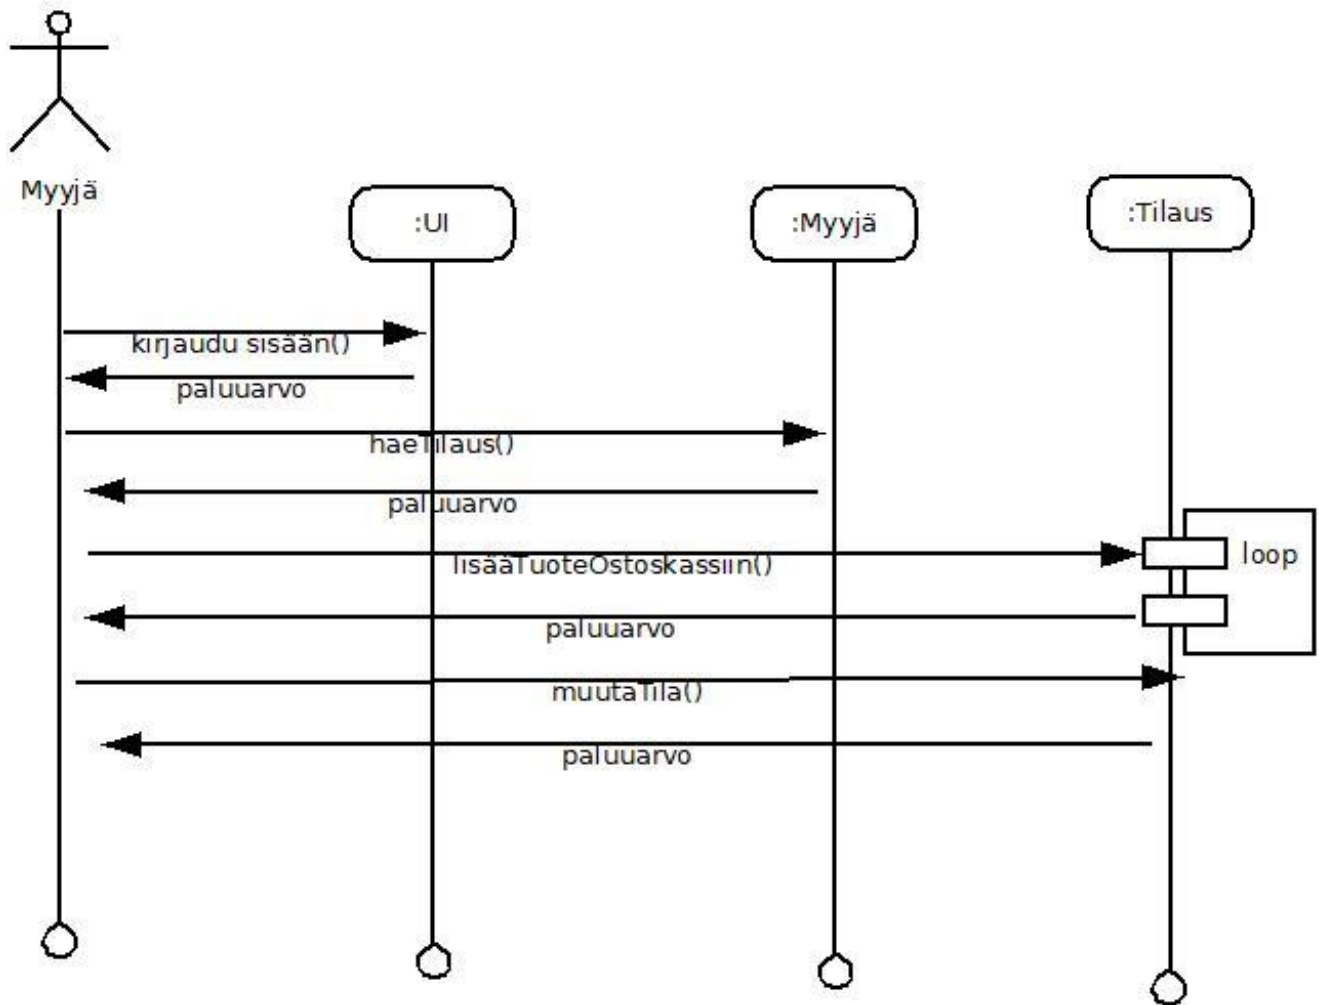 Myyjä
:UI
:Myyjä
:Tilaus
kirjaudu sisään()
paluuarvo
haeTilaus()
paluuarvo
lisääTuoteOstoskassiin()
loop
paluuarvo
muutaTila()
paluuarvo